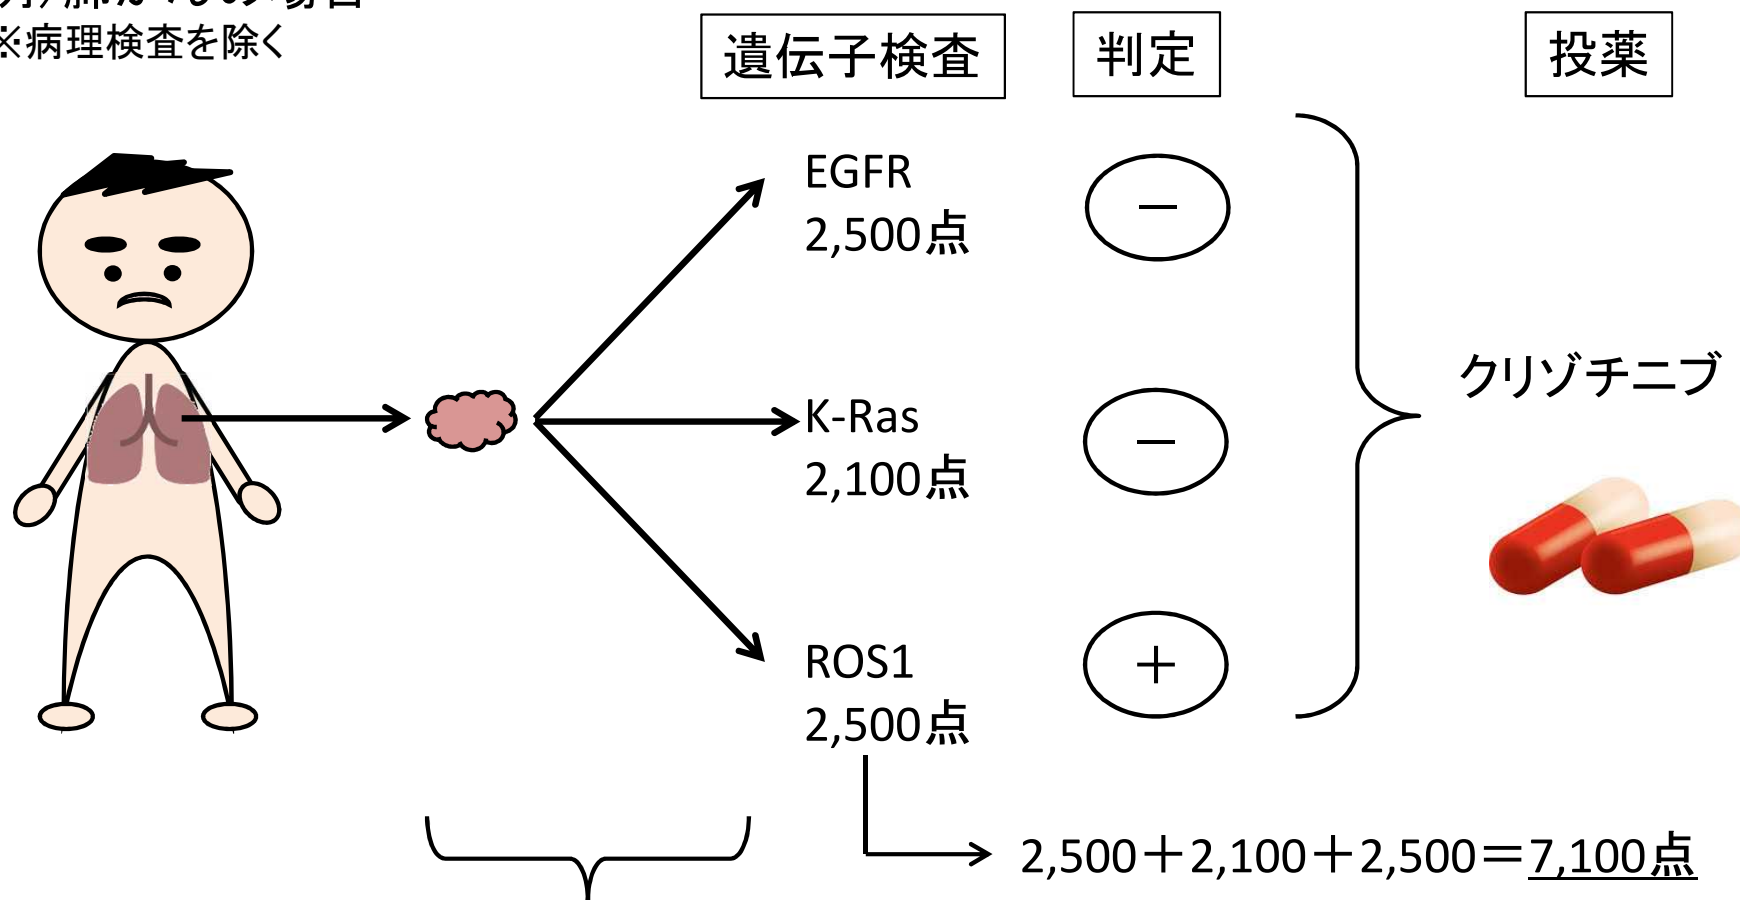 ※病理検査を除く
遺伝子検査
判定
投薬
EGFR
2,500点
－
K-Ras
2,100点
－
クリゾチニブ
ROS1
2,500点
＋
2,500＋2,100＋2,500＝7,100点